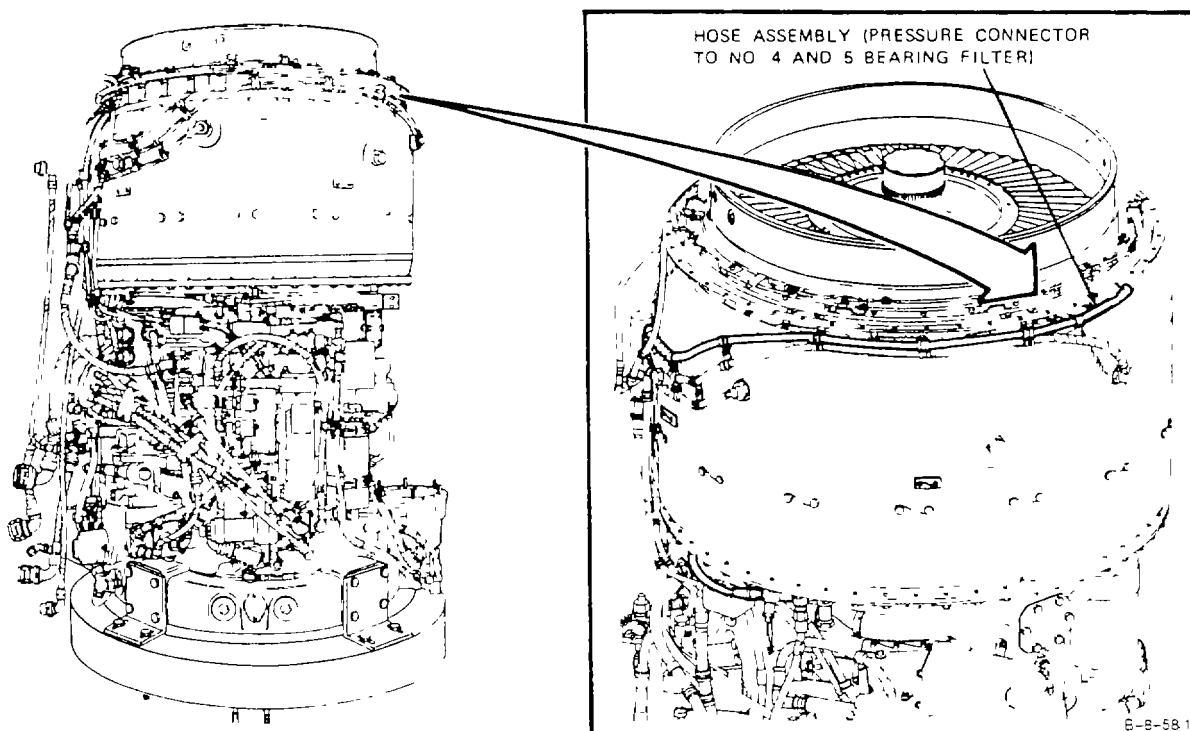 HOSE ASSEMBLY (PRESSURE CONNECTOR
TO NO. 4 AND 5 BEARING FILTER)
B-8-58.1